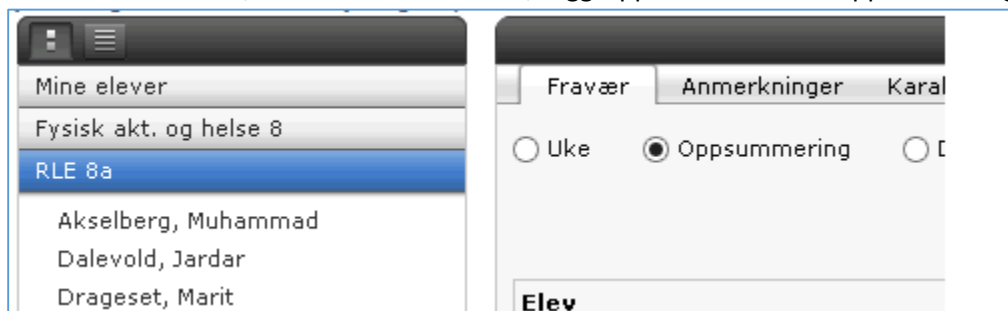 Mine elever
Fysisk akt. og helse 8
RLE 8a
Akselberg, Muhammad
Dalevold, Jardar
Drageset, Marit
Fravær Anmerkninger
Uke Oppsummering
Elev